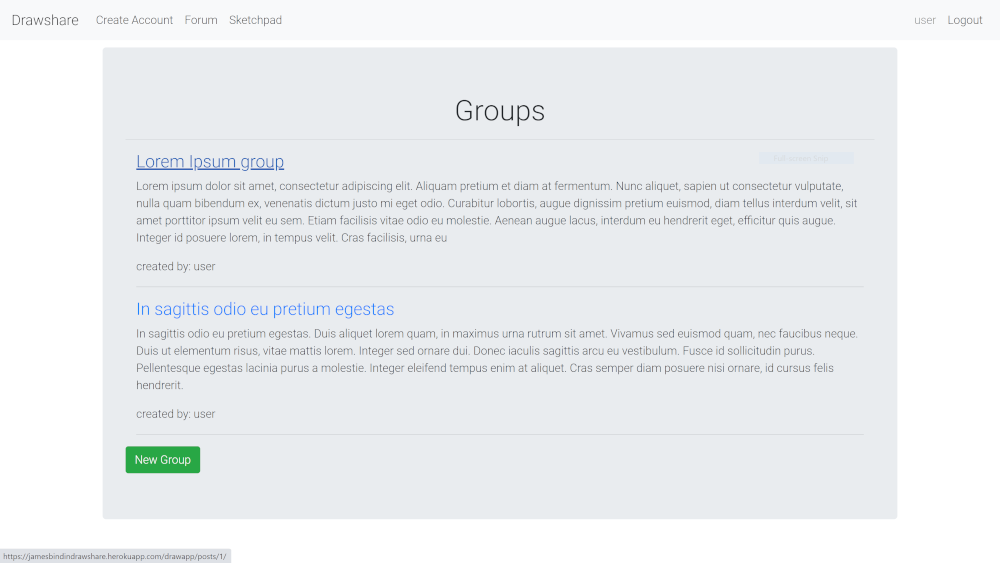 Drawshare Create Account Forum Sketchpad user Logout
Groups
Lorem Ipsum group
Lorem ipsum dolor sit amet, consectetur adipiscing elit. Aliquam pretium et diam at fermentum. Nunc aliquet, sapien ut consectetur vulputate,
nulla quam bibendum ex, venenatis dictum justo mi eget odio. Curabitur lobortis, augue dignissim pretium euismod, diam tellus interdum velit, sit
amet porttitor ipsum velit eu sem. Etiam facilisis vitae odio eu molestie. Aenean augue lacus, interdum eu hendrerit eget, efficitur quis augue.
Integer id posuere lorem, in tempus velit. Cras facilisis, urna eu
created by: user
In sagittis odio eu pretium egestas
In sagittis odio eu pretium egestas. Duis aliquet lorem quam, in maximus urna rutrum sit amet. Vivamus sed euismod quam, nec faucibus neque.
Duis ut elementum risus, vitae mattis lorem. Integer sed ornare dui. Donec iaculis sagittis arcu eu vestibulum. Fusce id sollicitudin purus.
Pellentesque egestas lacinia purus a molestie. Integer eleifend tempus enim at aliquet. Cras semper diam posuere nisi ornare, id cursus felis
hendrerit.
created by: user
New Group
https://jamesbindindrawshare.herokuapp.com/drawapp/posts/1/